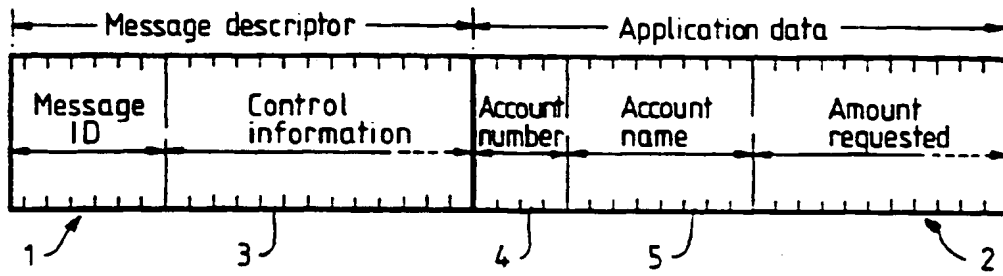 Message descriptor Application data
Message ID Control information Account number Account name Amount requested
1 3 4 5 2